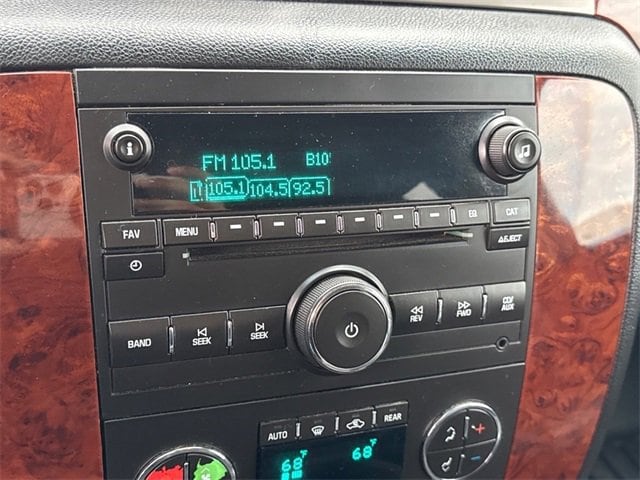 FM 105.1 B10
1 105.1 104.5 92.5
FAV MENU EQ CAT
EJECT
BAND SEEK SEEK REV FWD CD/AUX
AUTO REAR
68°F 68°F